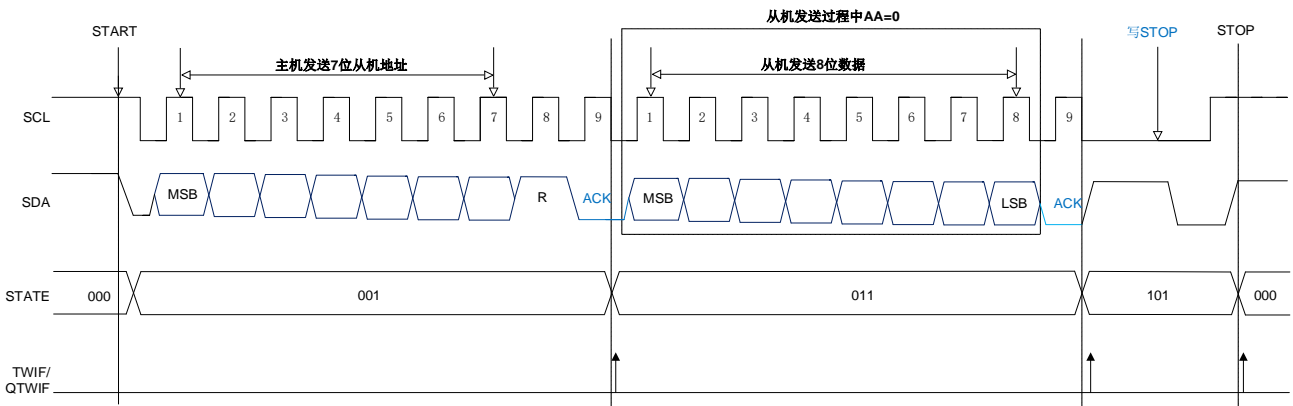 从机发送过程中AA=0
START
写STOP
STOP
主机发送7位从机地址
从机发送8位数据
SCL
1 2 3 4 5 6 7 8 9 1 2 3 4 5 6 7 8 9
SDA
MSB R ACK MSB LSB ACK
STATE 000 001 011 101 000
TWIF/
QTWIF